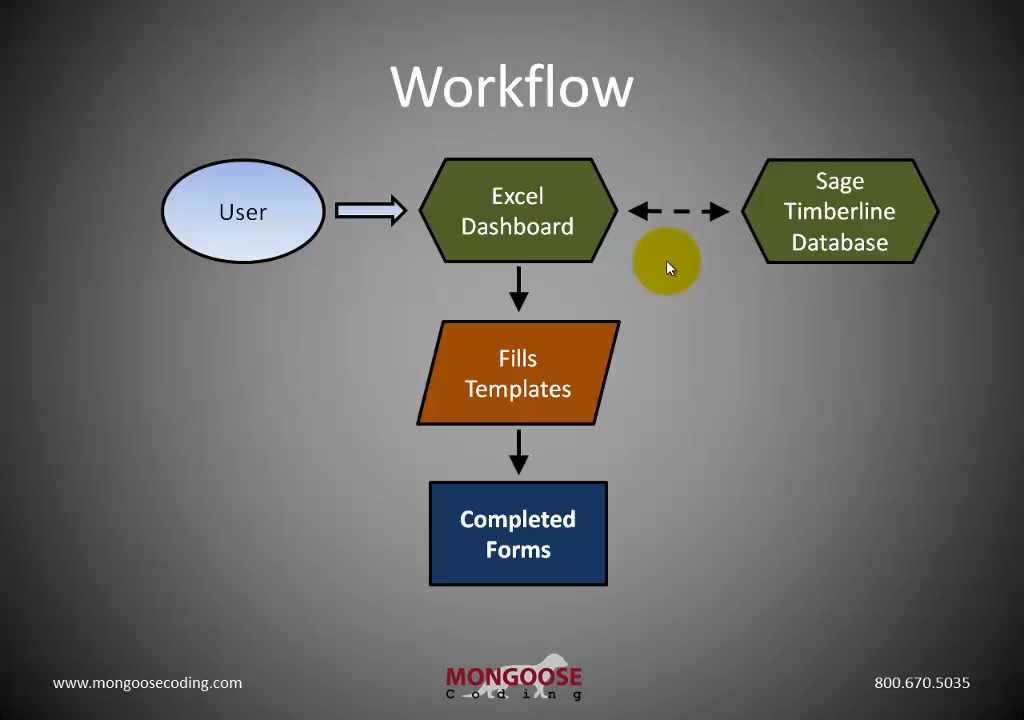 Workflow
User
Excel
Dashboard
Sage
Timberline
Database
Fills
Templates
Completed
Forms
www.mongoosecoding.com
MONGOOSE
Coding
800.670.5035